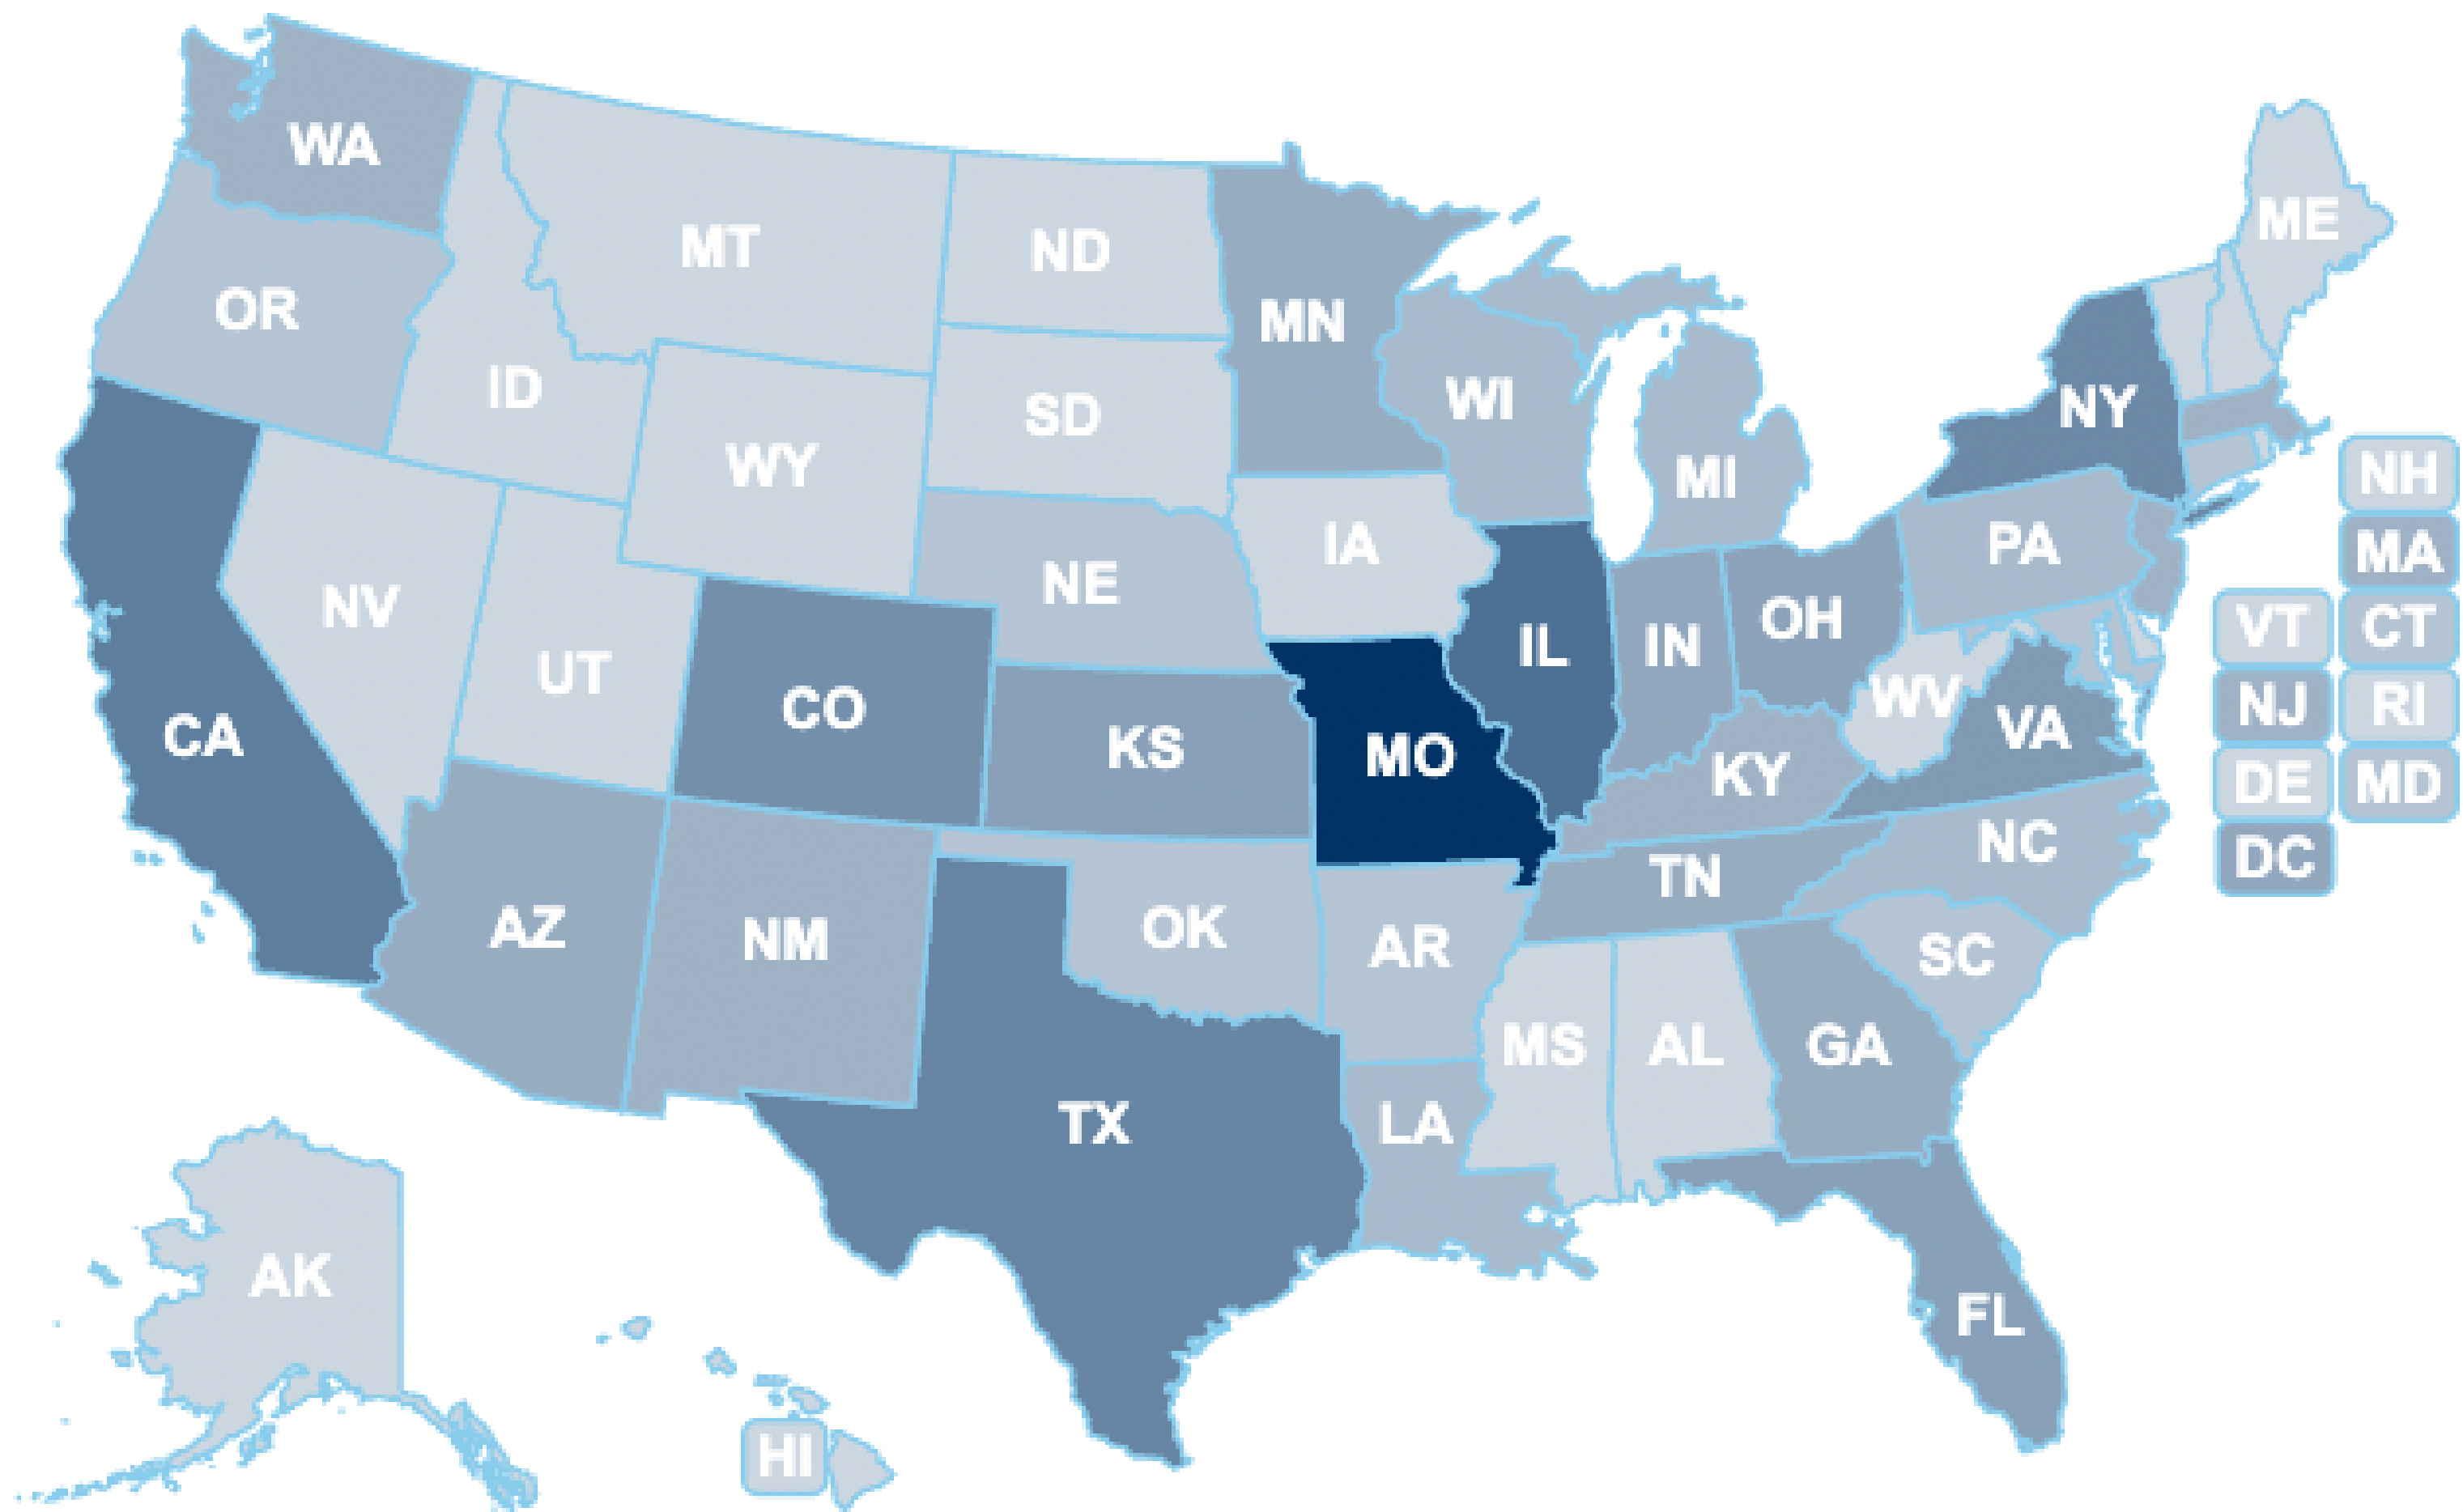 WA
MT
ND
ME
OR
MN
ID
SD
WI
NY
WY
MI
NH
IA
PA
MA
NE
NV
OH
VT
CT
UT
IL
IN
CO
WV
NJ
RI
CA
KS
MO
VA
KY
DE
MD
NC
DC
TN
AZ
NM
OK
AR
SC
MS
AL
GA
TX
LA
AK
FL
HI